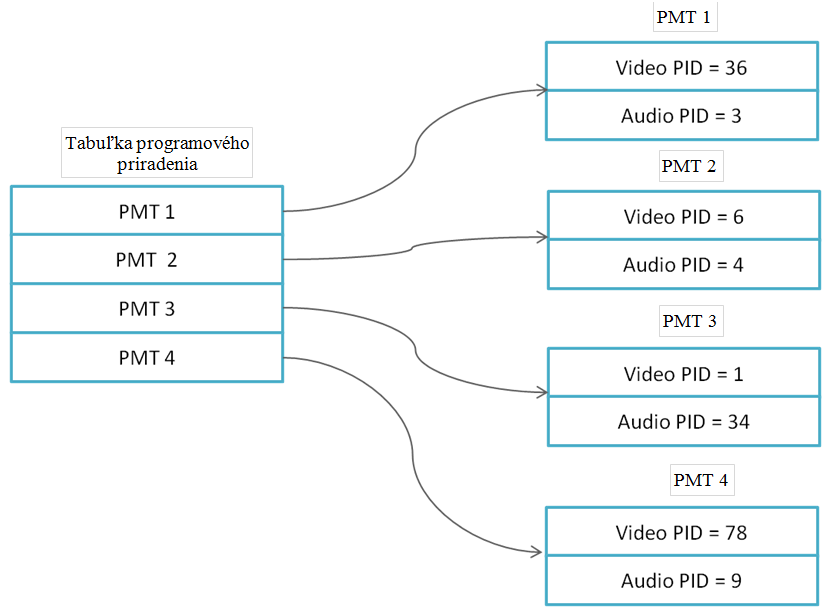 Tabuľka programového
priradenia
PMT 1
PMT 2
PMT 3
PMT 4
PMT 1
Video PID = 36
Audio PID = 3
PMT 2
Video PID = 6
Audio PID = 4
PMT 3
Video PID = 1
Audio PID = 34
PMT 4
Video PID = 78
Audio PID = 9